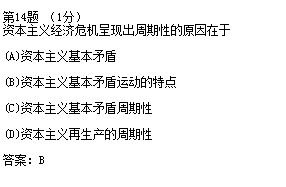 第14题 （1分）
资本主义经济危机呈现出周期性的原因在于
(A)资本主义基本矛盾
(B)资本主义基本矛盾运动的特点
(C)资本主义基本矛盾周期性
(D)资本主义再生产的周期性
答案：B